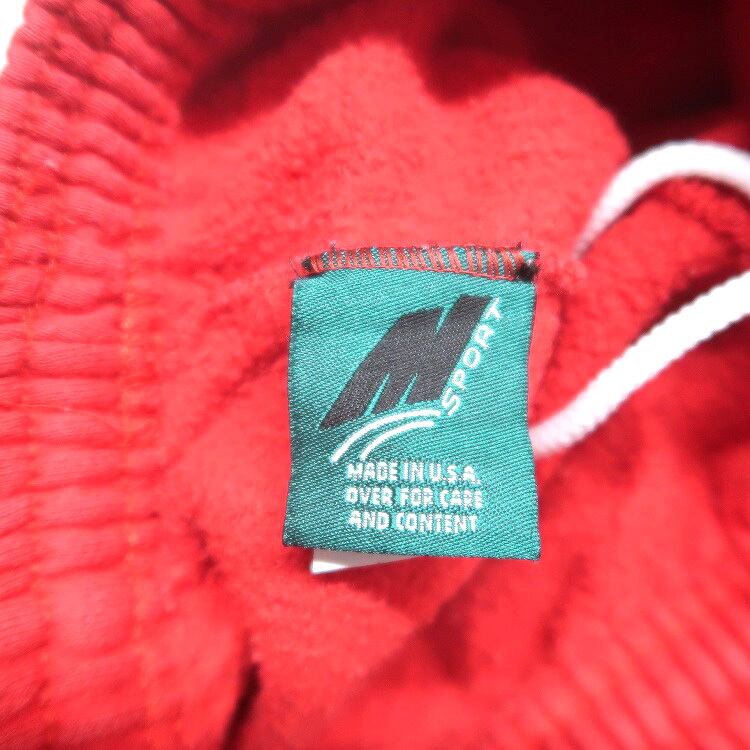 M
SPORT
MADE IN U.S.A.
OVER FOR CARE
AND CONTENT